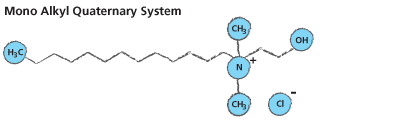 Mono Alkyl Quaternary System
CH₃
OH
H₃C
N +
CH₃ Cl -